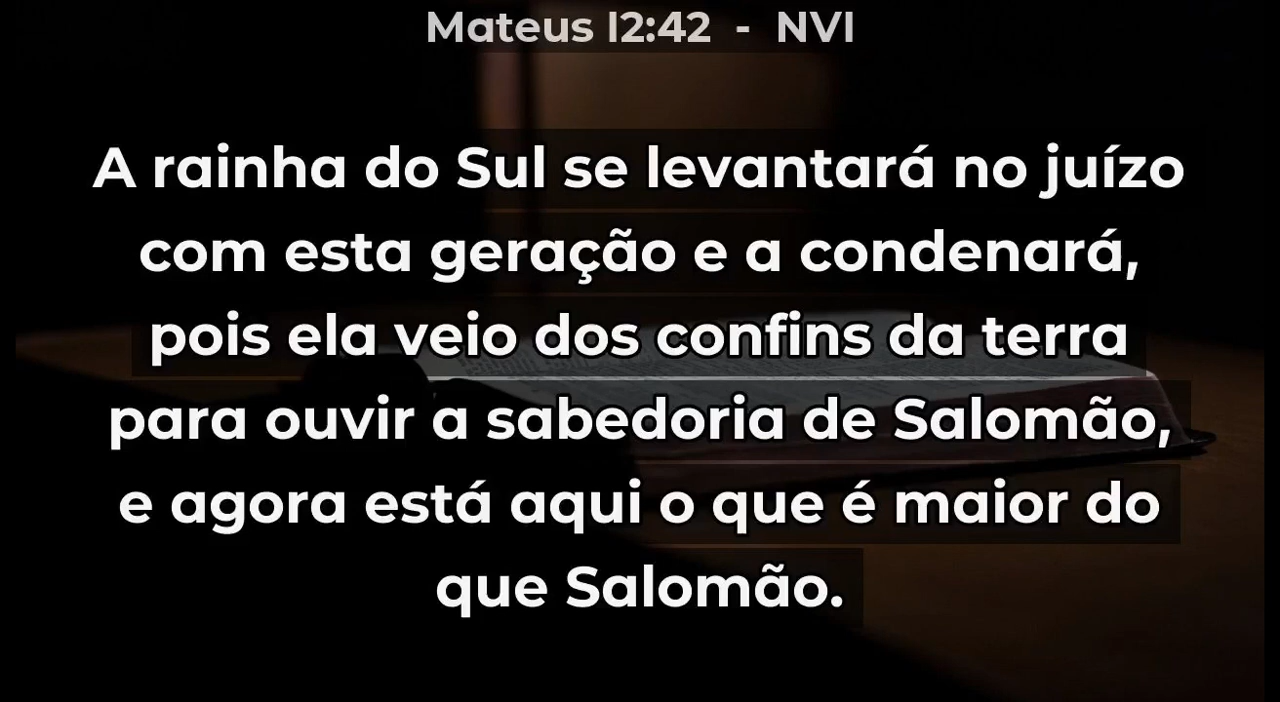 Mateus 12:42 - NVI
A rainha do Sul se levantará no juízo
com esta geração e a condenará,
pois ela veio dos confins da terra
para ouvir a sabedoria de Salomão,
e agora está aqui o que é maior do
que Salomão.